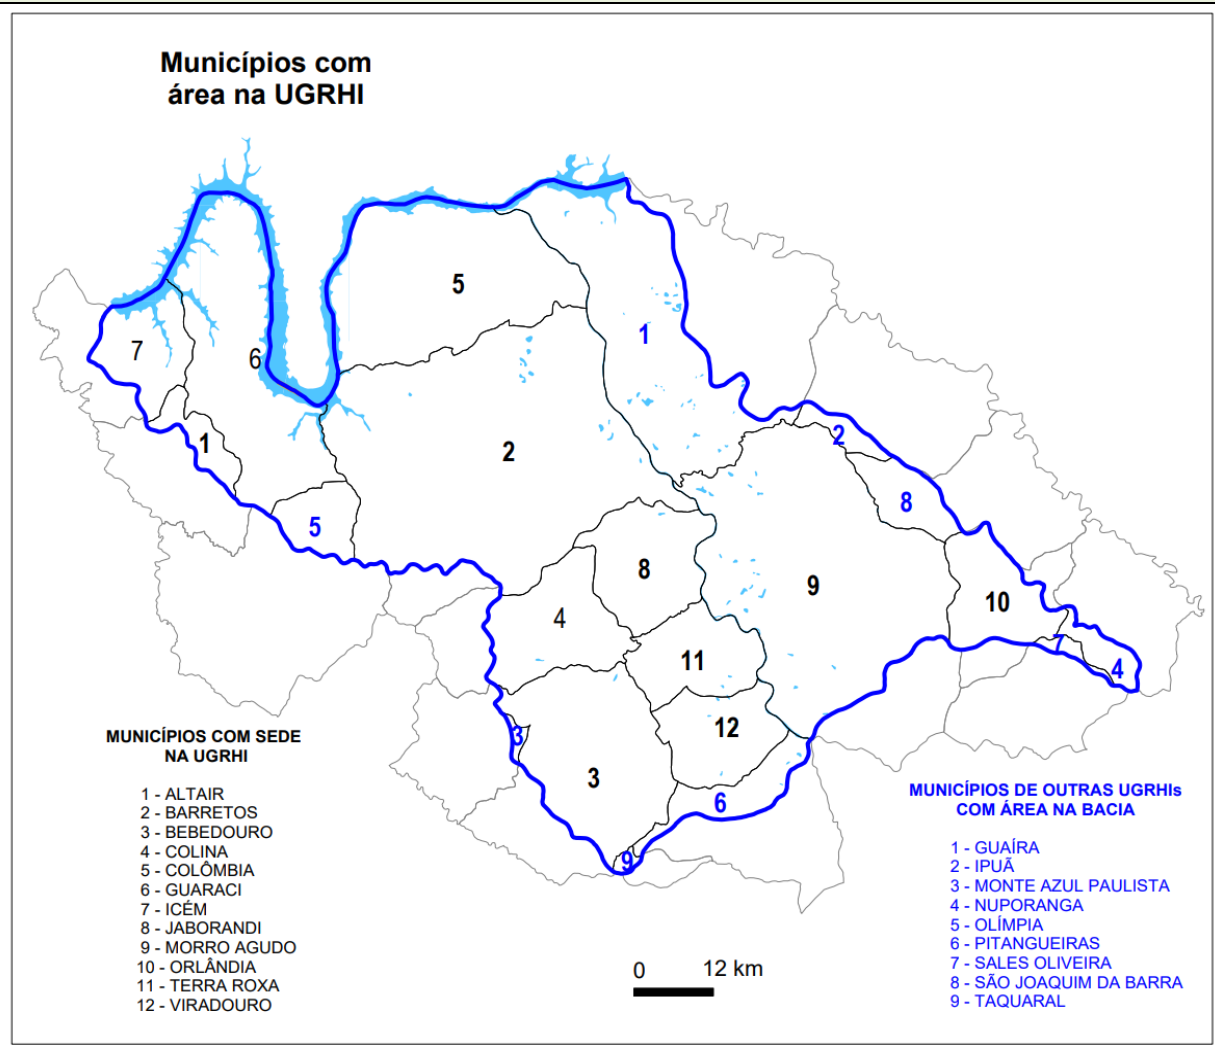 Municípios com
área na UGRHI
5
1
7
6
2
1
2
8
5
8
9
10
4
7
11
4
12
3
3
6
9
MUNICÍPIOS COM SEDE
NA UGRHI
1 - ALTAIR
2 - BARRETOS
3 - BEBEDOURO
4 - COLINA
5 - COLÔMBIA
6 - GUARACI
7 - ICÉM
8 - JABORANDI
9 - MORRO AGUDO
10 - ORLÂNDIA
11 - TERRA ROXA
12 - VIRADOURO
0 12 km
MUNICÍPIOS DE OUTRAS UGRHIs
COM ÁREA NA BACIA
1 - GUAÍRA
2 - IPUÃ
3 - MONTE AZUL PAULISTA
4 - NUPORANGA
5 - OLÍMPIA
6 - PITANGUEIRAS
7 - SALES OLIVEIRA
8 - SÃO JOAQUIM DA BARRA
9 - TAQUARAL